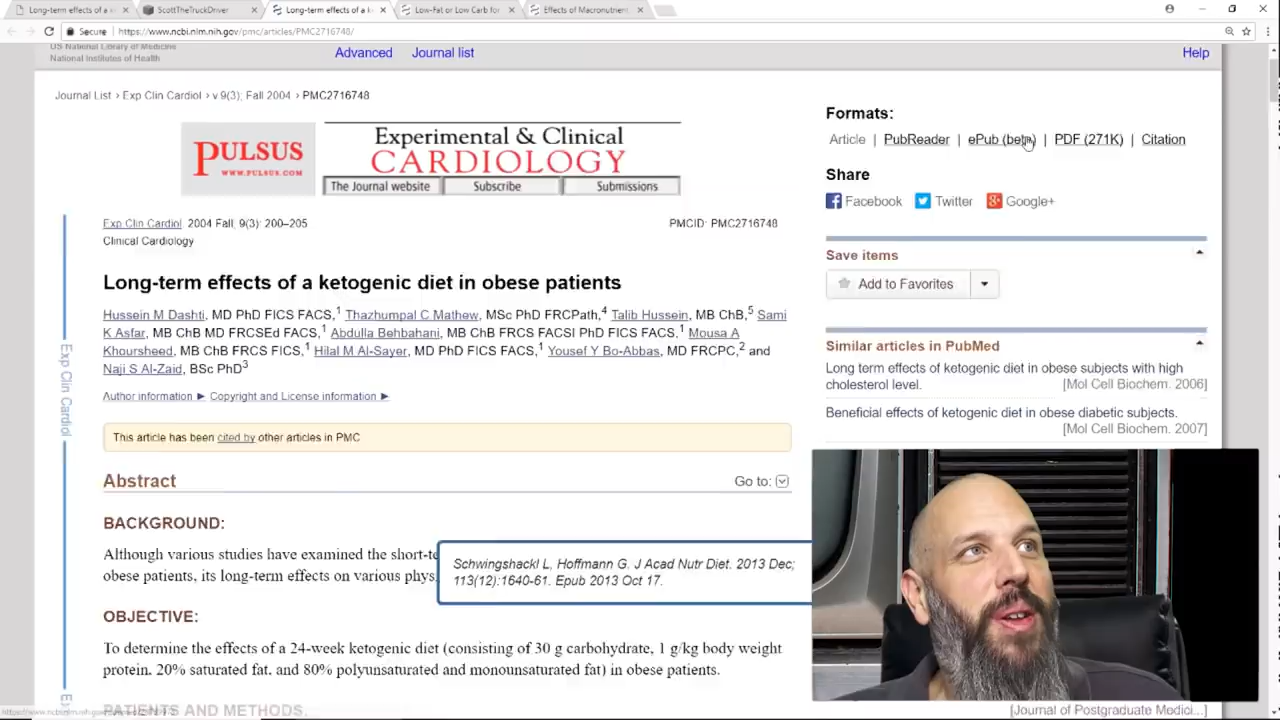 Long-term effects of a k
ScottTheTruckDriver
Long-term effects of a k
Low-Fat or Low Carb for
Effects of Macronutrient
Secure
https://www.ncbi.nlm.nih.gov/pmc/articles/PMC2716748/
US National Library of Medicine
National Institutes of Health
Advanced Journal list
Help
Journal List > Exp Clin Cardiol > v.9(3); Fall 2004 > PMC2716748
PULSUS
WWW.PULSUS.COM
Experimental & Clinical
CARDIOLOGY
The Journal website Subscribe Submissions
Exp Clin Cardiol. 2004 Fall; 9(3): 200–205.
PMCID: PMC2716748
Clinical Cardiology
Long-term effects of a ketogenic diet in obese patients
Hussein M Dashti, MD PhD FICS FACS,1 Thazhumpal C Mathew, MSc PhD FRCPath,4 Talib Hussein, MB ChB,5 Sami
K Asfar, MB ChB MD FRCSEd FACS,1 Abdulla Behbahani, MB ChB FRCS FACSI PhD FICS FACS,1 Mousa A
Khoursheed, MB ChB FRCS FICS,1 Hilal M Al-Sayer, MD PhD FICS FACS,1 Yousef Y Bo-Abbas, MD FRCPC,2 and
Naji S Al-Zaid, BSc PhD3
Author information ► Copyright and License information ►
This article has been cited by other articles in PMC
Abstract
Go to:
BACKGROUND:
Although various studies have examined the short-te
obese patients, its long-term effects on various phys
OBJECTIVE:
To determine the effects of a 24-week ketogenic diet (consisting of 30 g carbohydrate, 1 g/kg body weight
protein, 20% saturated fat, and 80% polyunsaturated and monounsaturated fat) in obese patients.
PATIENTS AND METHODS:
Exp Clin Cardiol
Schwingshackl L, Hoffmann G. J Acad Nutr Diet. 2013 Dec;
113(12):1640-61. Epub 2013 Oct 17.
Formats:
Article | PubReader | ePub (beta) | PDF (271K) | Citation
Share
Facebook Twitter Google+
Save items
Add to Favorites
Similar articles in PubMed
Long term effects of ketogenic diet in obese subjects with high
cholesterol level. [Mol Cell Biochem. 2006]
Beneficial effects of ketogenic diet in obese diabetic subjects.
[Mol Cell Biochem. 2007]
[Journal of Postgraduate Medici...]